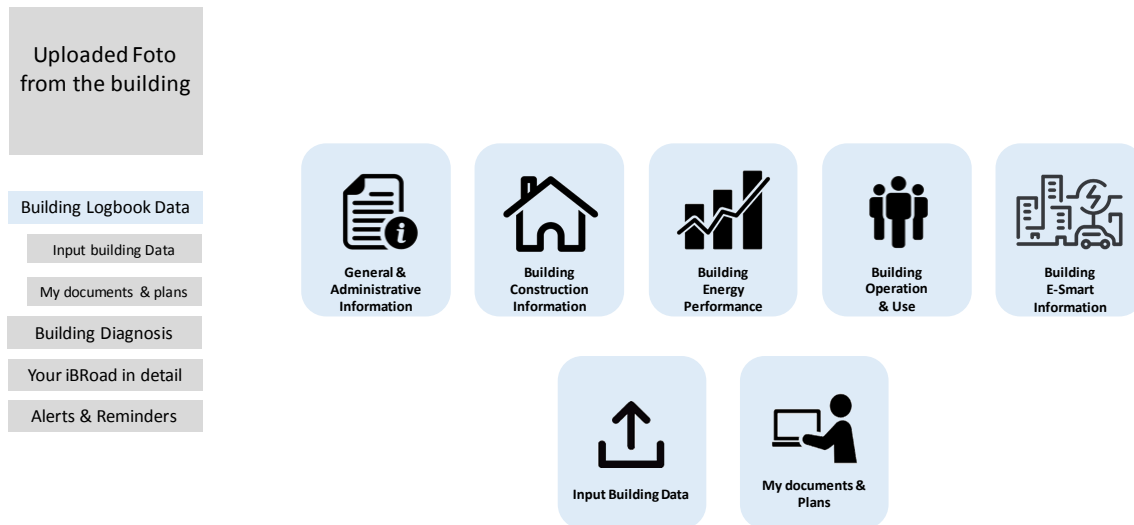 Uploaded Foto
from the building
Building Logbook Data
Input building Data
My documents & plans
Building Diagnosis
Your iBRoad in detail
Alerts & Reminders
General &
Administrative
Information
Building
Construction
Information
Building
Energy
Performance
Building
Operation
& Use
Building
E-Smart
Information
Input Building Data
My documents &
Plans